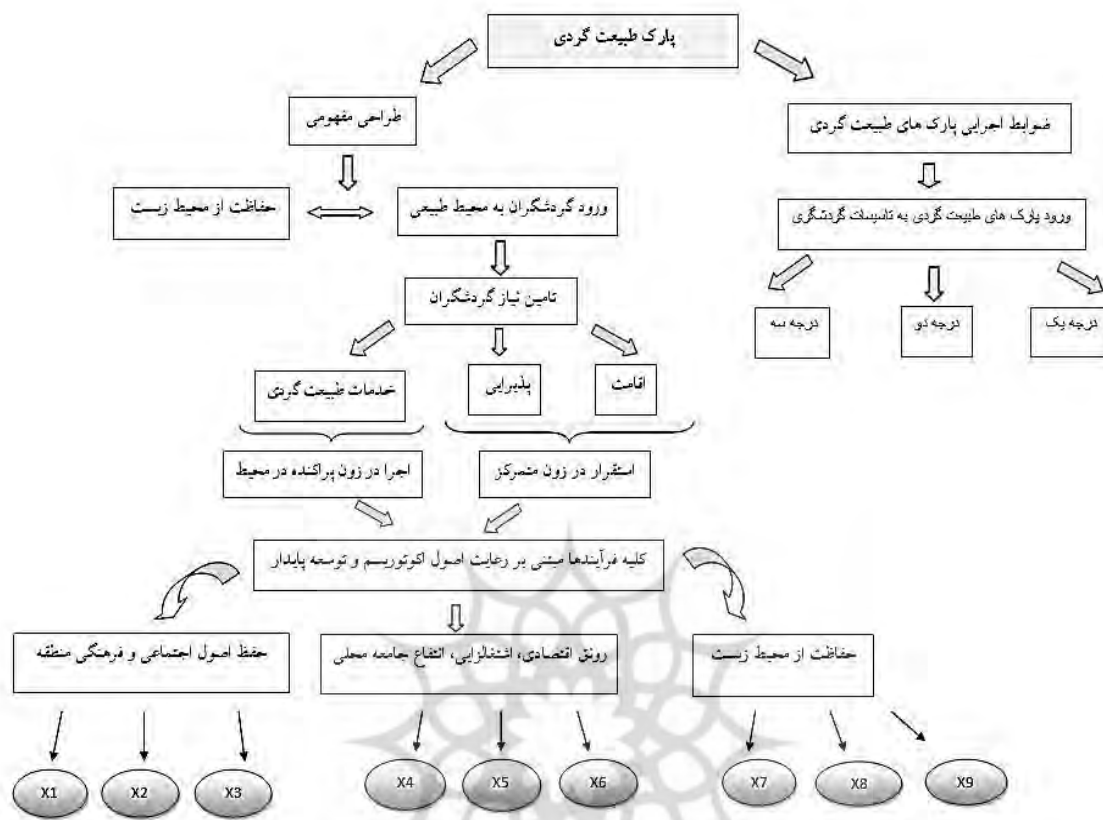 پارک طبیعت گردی
طراحی مفهومی
ضوابط اجرایی پارک های طبیعت گردی
حفاظت از محیط زیست
ورود گردشگران به محیط طبیعی
ورود پارک های طبیعت گردی به تاسیسات گردشگری
تامین نیاز گردشگران
درجه یک
درجه دو
درجه سه
اقامت
پذیرایی
خدمات طبیعت گردی
استقرار در زون متمرکز
اجرا در زون پراکنده در محیط
کلیه فرآیندها مبتنی بر رعایت اصول اکوتوریسم و توسعه پایدار
حفاظت از محیط زیست
رونق اقتصادی، اشتغالزایی، انتفاع جامعه محلی
حفظ اصول اجتماعی و فرهنگی منطقه
X1
X2
X3
X4
X5
X6
X7
X8
X9